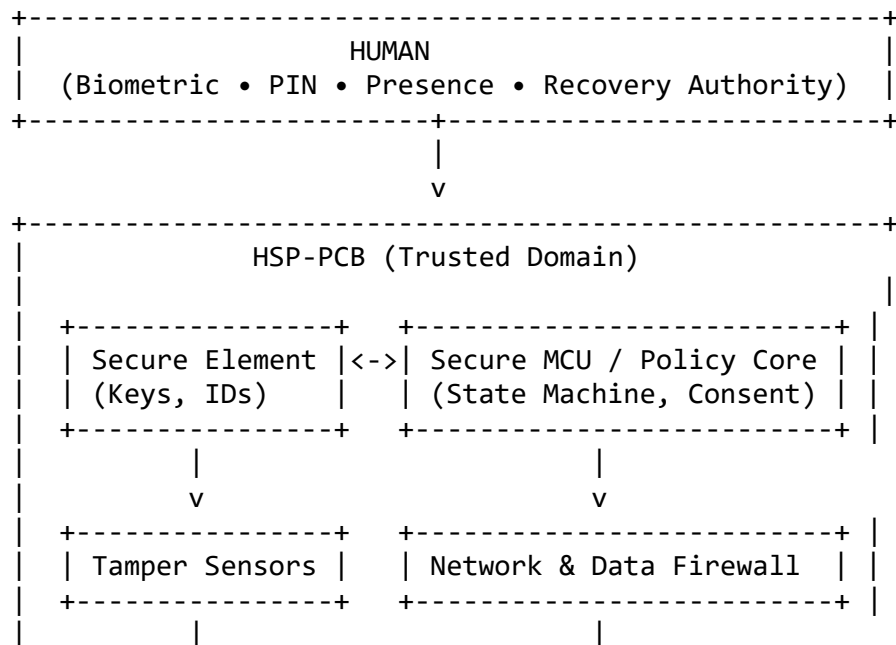 HUMAN
(Biometric • PIN • Presence • Recovery Authority)
HSP-PCB (Trusted Domain)
Secure Element <-> Secure MCU / Policy Core
(Keys, IDs) (State Machine, Consent)
v v
Tamper Sensors Network & Data Firewall